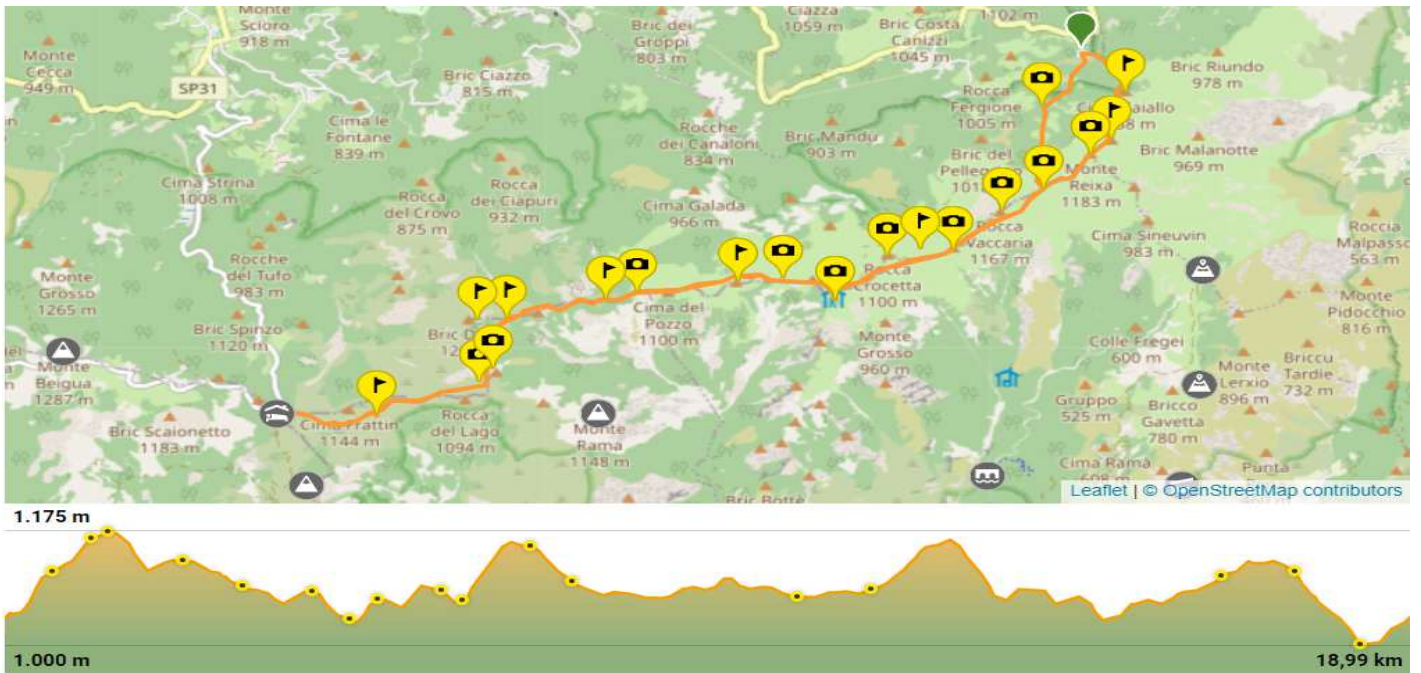 Monte
Scioro
918 m
Bric dei
Groppi
803 m
Ciazza
1059 m
Bric Costa
Canizzi
1045 m
1102 m
Monte
Cecca
949 m
SP31
Bric Ciazzo
815 m
Bric Riundo
978 m
Rocca
Fergione
1005 m
Cima le
Fontane
839 m
Rocche
dei Canaloni
834 m
Bric Mandu
903 m
Bric Malanotte
969 m
Cima Strina
1008 m
Rocca
del Crovo
875 m
Rocca
dei Ciapuri
932 m
Cima Galada
966 m
Bric del
Monte
Reixa
1183 m
Rocca
Vaccaria
1167 m
Cima Sineuvin
983 m
Roccia
Malpasso
563 m
Rocche
del Tufo
983 m
Monte
Grosso
1265 m
Rocca
Crocetta
1100 m
Monte
Pidocchio
816 m
Bric Spinzo
1120 m
Cima del
Pozzo
1100 m
Monte
Grosso
960 m
Colle Fregei
600 m
Monte
Beigua
1287 m
Monte
Lerxio
896 m
Briccu
Tardie
732 m
Gruppo
525 m
Bricco
Gavetta
780 m
Bric Scaionetto
1183 m
1144 m
Rocca
del Lago
1094 m
Monte
Rama
1148 m
Cima Rama
Punta
Bric Botte
Leaflet | © OpenStreetMap contributors
1.175 m
1.000 m
18,99 km